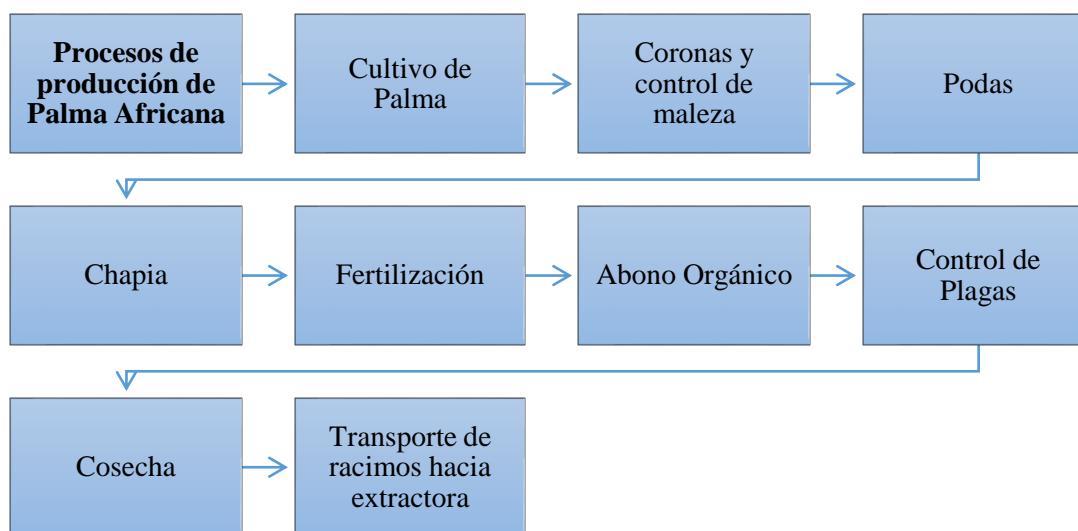 Procesos de
producción de
Palma Africana
Cultivo de
Palma
Coronas y
control de
maleza
Podas
Chapia
Fertilización
Abono Orgánico
Control de
Plagas
Cosecha
Transporte de
racimos hacia
extractora